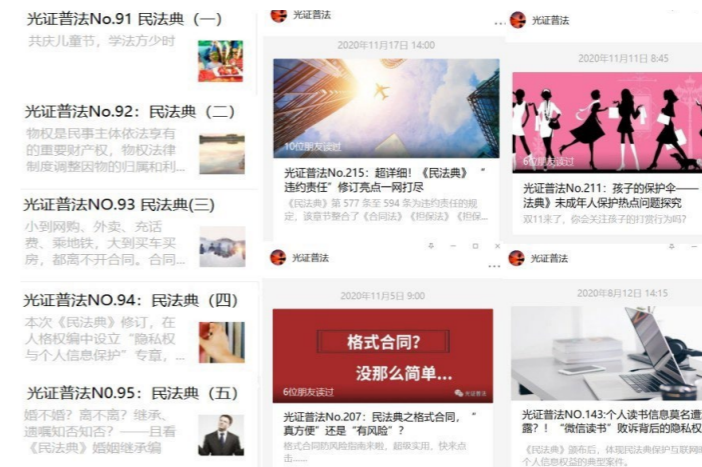 光证普法No.91 民法典（一）
共庆儿童节，学法方少时
光证普法No.92：民法典（二）
物权是民事主体依法享有
的重要财产权，物权法律
制度调整因物的归属和利...
光证普法NO.93 民法典(三)
小到网购、外卖、充话
费、乘地铁，大到买车买
房，都离不开合同。合同...
光证普法NO.94：民法典（四）
本次《民法典》修订，在
人格权编中设立“隐私权
与个人信息保护”专章，...
光证普法N0.95：民法典（五）
婚不婚？离不离？继承、
遗嘱知否知否？——且看
《民法典》婚姻继承编
光证普法
2020年11月17日 14:00
10位朋友读过
光证普法No.215：超详细！《民法典》“
违约责任”修订亮点一网打尽
《民法典》第 577 条至 594 条为违约责任的规
定，该章节整合了《合同法》《担保法》《担保...
光证普法
2020年11月11日 8:45
6位朋友读过
光证普法No.211：孩子的保护伞——
法典》未成年人保护热点问题探究
双11来了，你会关注孩子的打赏行为吗？
光证普法
2020年11月5日 9:00
格式合同？
没那么简单...
6位朋友读过
光证普法
光证普法No.207：民法典之格式合同，“
真方便”还是“有风险”？
格式合同防风险指南来啦，超级实用，快来点
击......
光证普法
2020年8月12日 14:15
光证普法NO.143:个人读书信息莫名遭
露？！“微信读书”败诉背后的隐私权
《民法典》颁布后，体现民法典保护互联网
个人信息权益的典型案件。